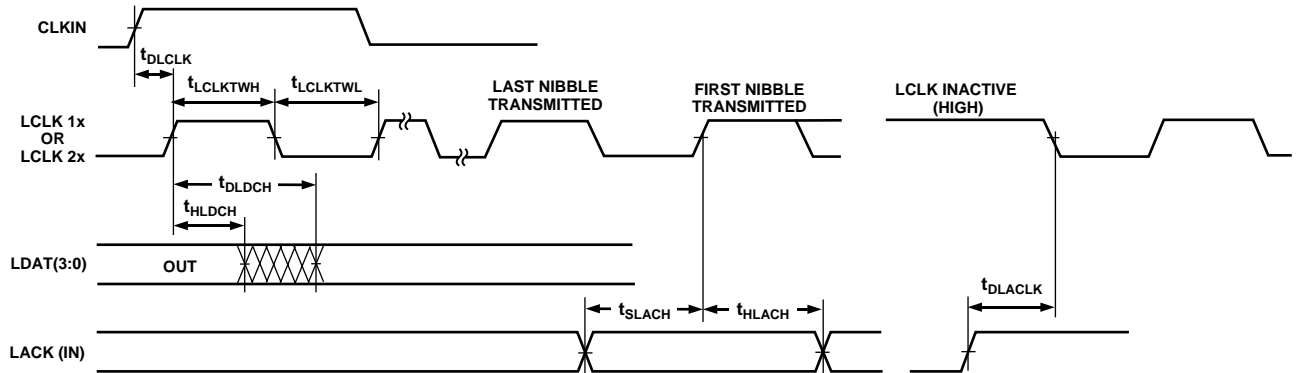 CLKIN
tDLCLK
tLCLKTWH
tLCLKTWL
LAST NIBBLE
TRANSMITTED
FIRST NIBBLE
TRANSMITTED
LCLK INACTIVE
(HIGH)
LCLK 1x
OR
LCLK 2x
tDLDCH
tHLDCH
LDAT(3:0)
OUT
tSLACH
tHLACH
tDLACLK
LACK (IN)